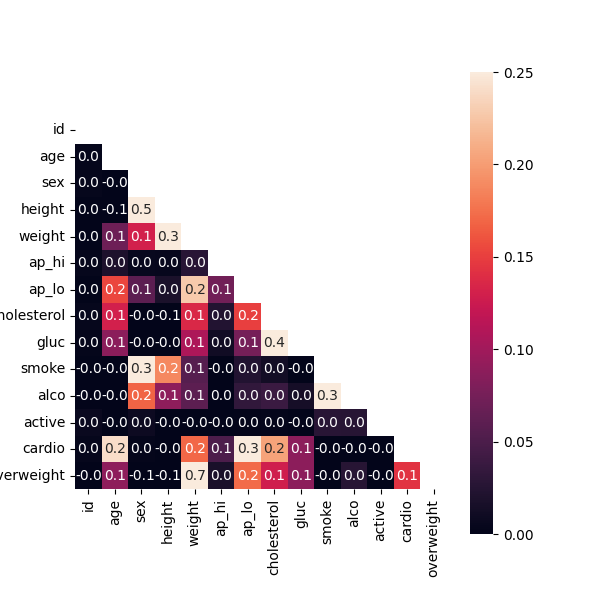 id
age 0.0
sex 0.0 -0.0
height 0.0 -0.1 0.5
weight 0.0 0.1 0.1 0.3
ap_hi 0.0 0.0 0.0 0.0 0.0
ap_lo 0.0 0.2 0.1 0.0 0.2 0.1
holesterol 0.0 0.1 -0.0 -0.1 0.1 0.0 0.2
gluc 0.0 0.1 -0.0 -0.0 0.1 0.0 0.1 0.4
smoke -0.0 -0.0 0.3 0.2 0.1 -0.0 0.0 0.0 -0.0
alco 0.0 -0.0 0.2 0.1 0.1 0.0 0.0 0.0 0.0 0.3
active 0.0 -0.0 0.0 -0.0 -0.0 -0.0 0.0 0.0 -0.0 0.0 0.0
cardio 0.0 0.2 0.0 -0.0 0.2 0.1 0.3 0.2 0.1 -0.0 -0.0 -0.0
verweight -0.0 0.1 -0.1 -0.1 0.7 0.0 0.2 0.1 0.1 -0.0 0.0 -0.0 0.1
id age sex height weight ap_hi ap_lo cholesterol gluc smoke alco active cardio overweight
0.25
0.20
0.15
0.10
0.05
0.00